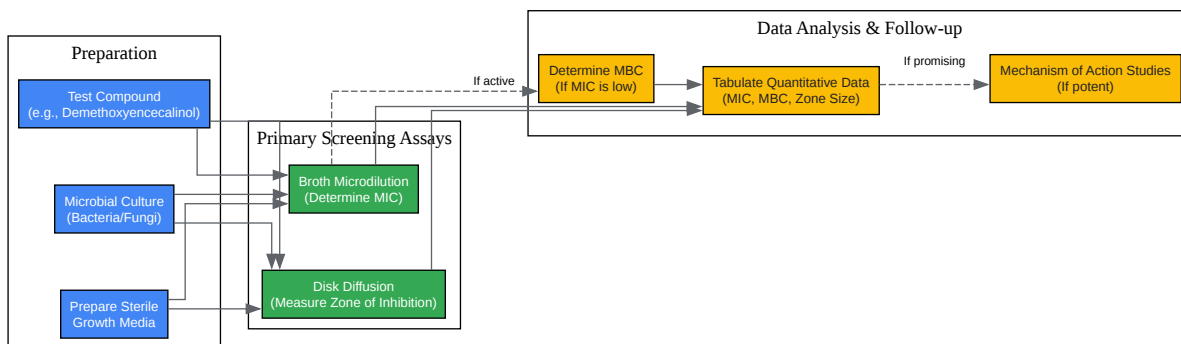 Preparation
Test Compound
(e.g., Demethoxyencecalinol)
Microbial Culture
(Bacteria/Fungi)
Prepare Sterile
Growth Media
Primary Screening Assays
Broth Microdilution
(Determine MIC)
Disk Diffusion
(Measure Zone of Inhibition)
Data Analysis & Follow-up
If active
Determine MBC
(If MIC is low)
Tabulate Quantitative Data
(MIC, MBC, Zone Size)
If promising
Mechanism of Action Studies
(If potent)